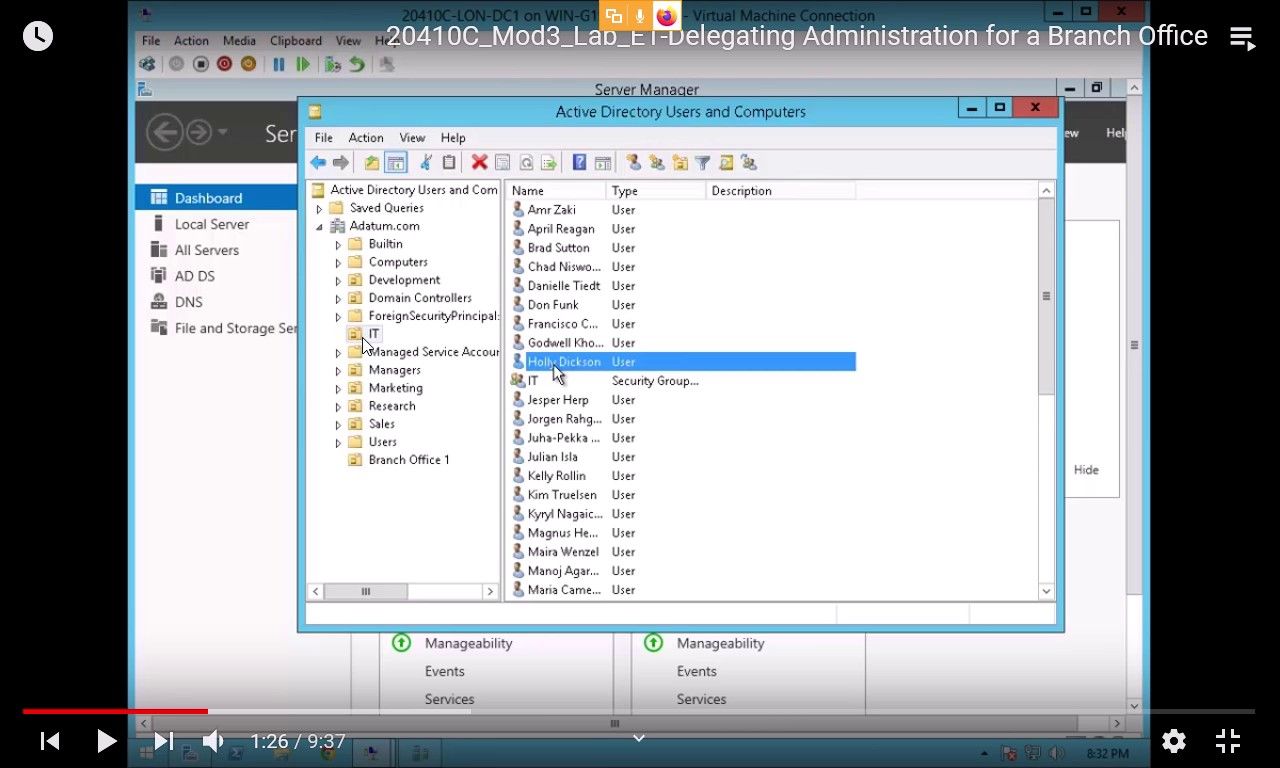 20410C-LON-DC1 on WIN-G1 - Virtual Machine Connection
20410C_Mod3_Lab_E1-Delegating Administration for a Branch Office
File Action Media Clipboard View
Server Manager
Active Directory Users and Computers
File Action View Help
Dashboard
Local Server
All Servers
AD DS
DNS
File and Storage Ser
Active Directory Users and Com
Saved Queries
Adatum.com
Builtin
Computers
Development
Domain Controllers
ForeignSecurityPrincipal:
IT
Managed Service Accour
Managers
Marketing
Research
Sales
Users
Branch Office 1
Name Type Description
Amr Zaki User
April Reagan User
Brad Sutton User
Chad Niswo... User
Danielle Tiedt User
Don Funk User
Francisco C... User
Godwell Kho... User
Holly Dickson User
IT Security Group...
Jesper Herp User
Jorgen Rahg... User
Juha-Pekka ... User
Julian Isla User
Kelly Rollin User
Kim Truelsen User
Kyryl Nagaic... User
Magnus He... User
Maira Wenzel User
Manoj Agar... User
Maria Came... User
Hide
Manageability Manageability
Events Events
Services Services
1:26 / 9:37
8:32 PM